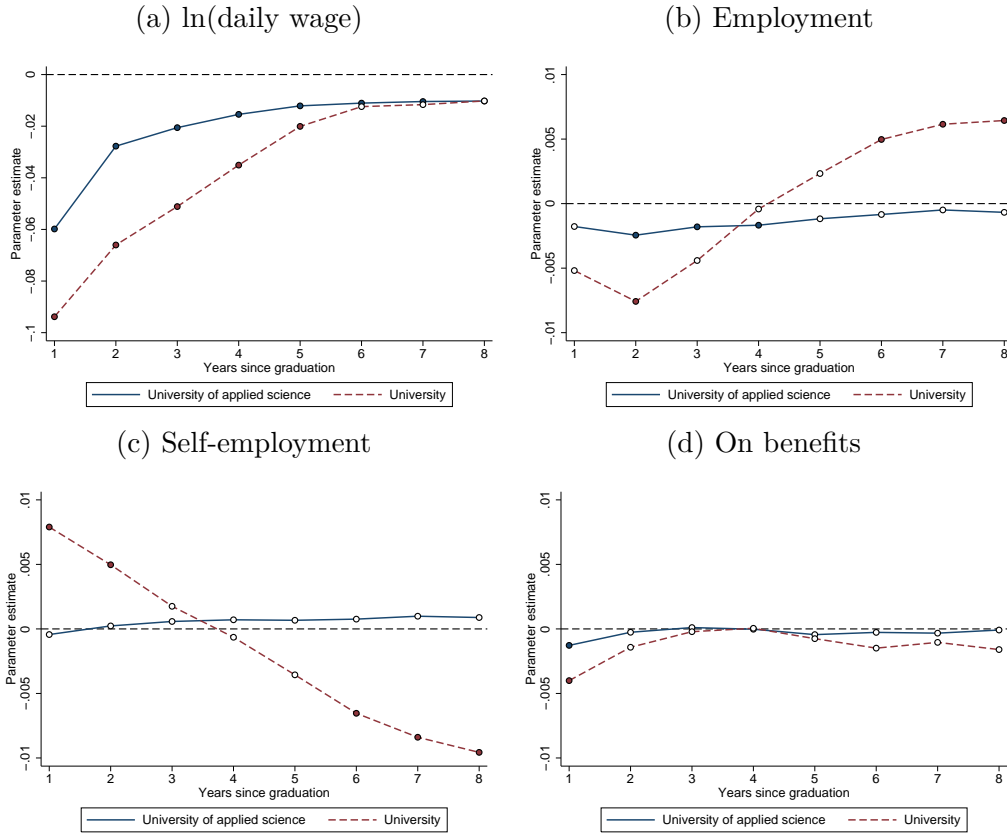 (a) ln(daily wage)
Parameter estimate
0
-.02
-.04
-.06
-.08
-.1
1 2 3 4 5 6 7 8
Years since graduation
University of applied science University
(b) Employment
Parameter estimate
.01
.005
0
-.005
-.01
1 2 3 4 5 6 7 8
Years since graduation
University of applied science University
(c) Self-employment
Parameter estimate
.01
.005
0
-.005
-.01
1 2 3 4 5 6 7 8
Years since graduation
University of applied science University
(d) On benefits
Parameter estimate
.01
.005
0
-.005
-.01
1 2 3 4 5 6 7 8
Years since graduation
University of applied science University